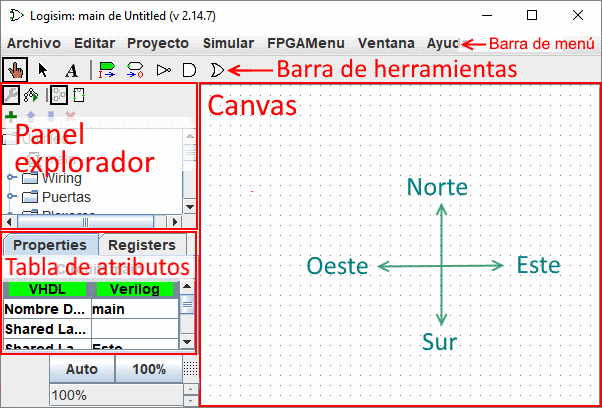 Logisim: main de Untitled (v 2.14.7)
Archivo Editar Proyecto Simular FPGAMenu Ventana Ayuda Barra de menú
A Barra de herramientas
Canvas
Panel
explorador
Wiring
Puertas
Norte
Oeste Este
Sur
Properties Registers
Tabla de atributos
VHDL Verilog
Nombre D... main
Shared La...
Shared La... Este
Auto 100%
100%